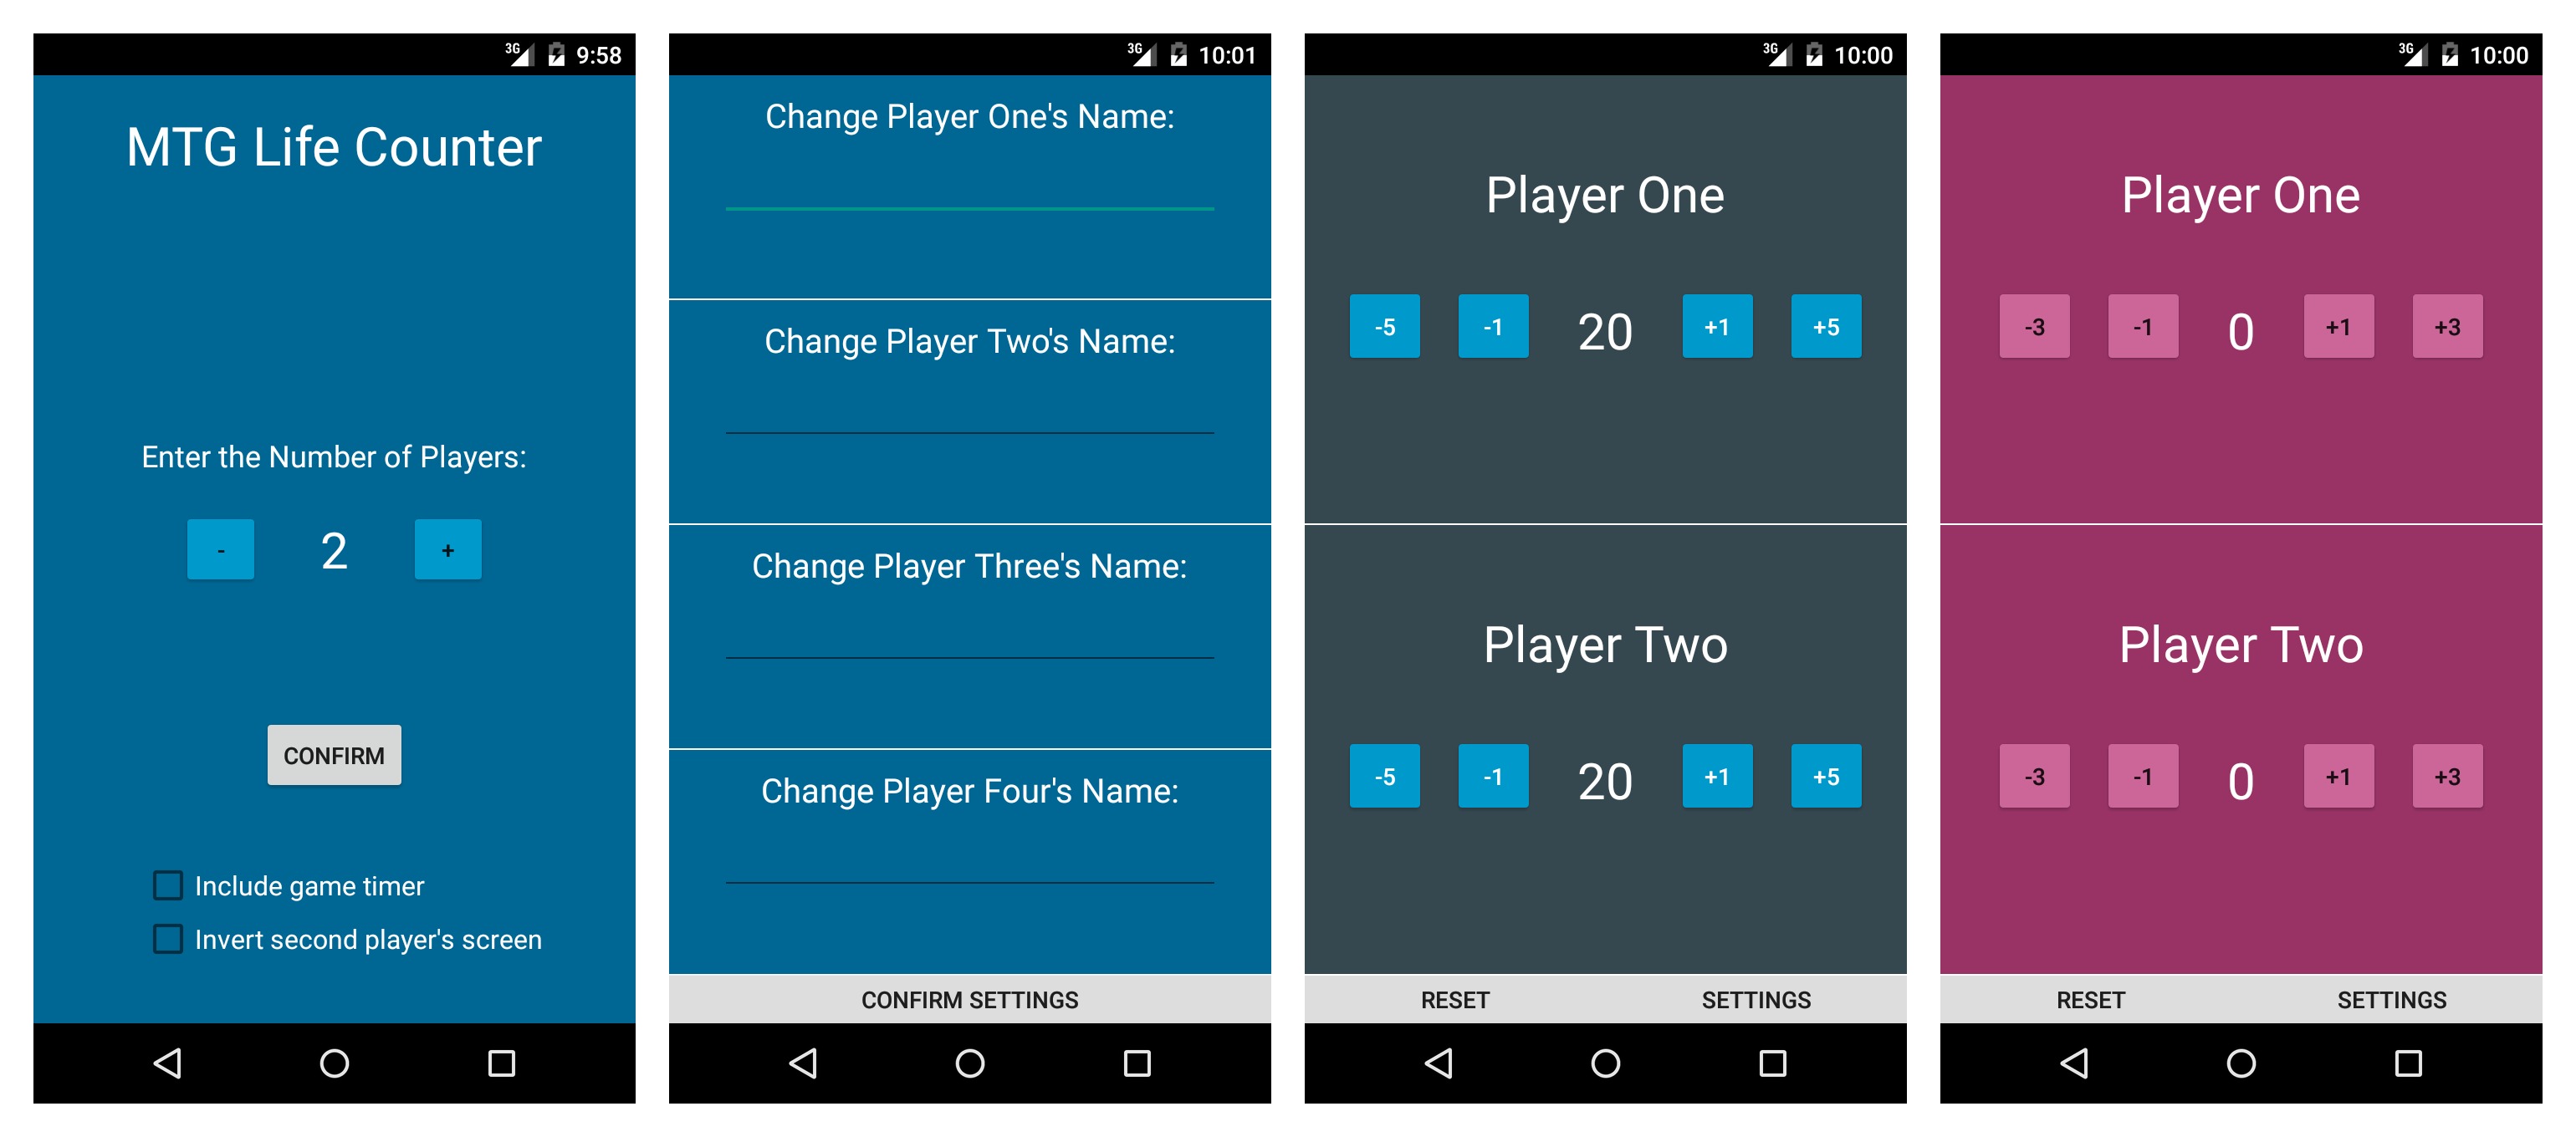 3G 9:58
MTG Life Counter
Enter the Number of Players:
- 2 +
CONFIRM
Include game timer
Invert second player's screen
3G 10:01
Change Player One's Name:
Change Player Two's Name:
Change Player Three's Name:
Change Player Four's Name:
CONFIRM SETTINGS
3G 10:00
Player One
-5 -1 20 +1 +5
Player Two
-5 -1 20 +1 +5
RESET SETTINGS
3G 10:00
Player One
-3 -1 0 +1 +3
Player Two
-3 -1 0 +1 +3
RESET SETTINGS